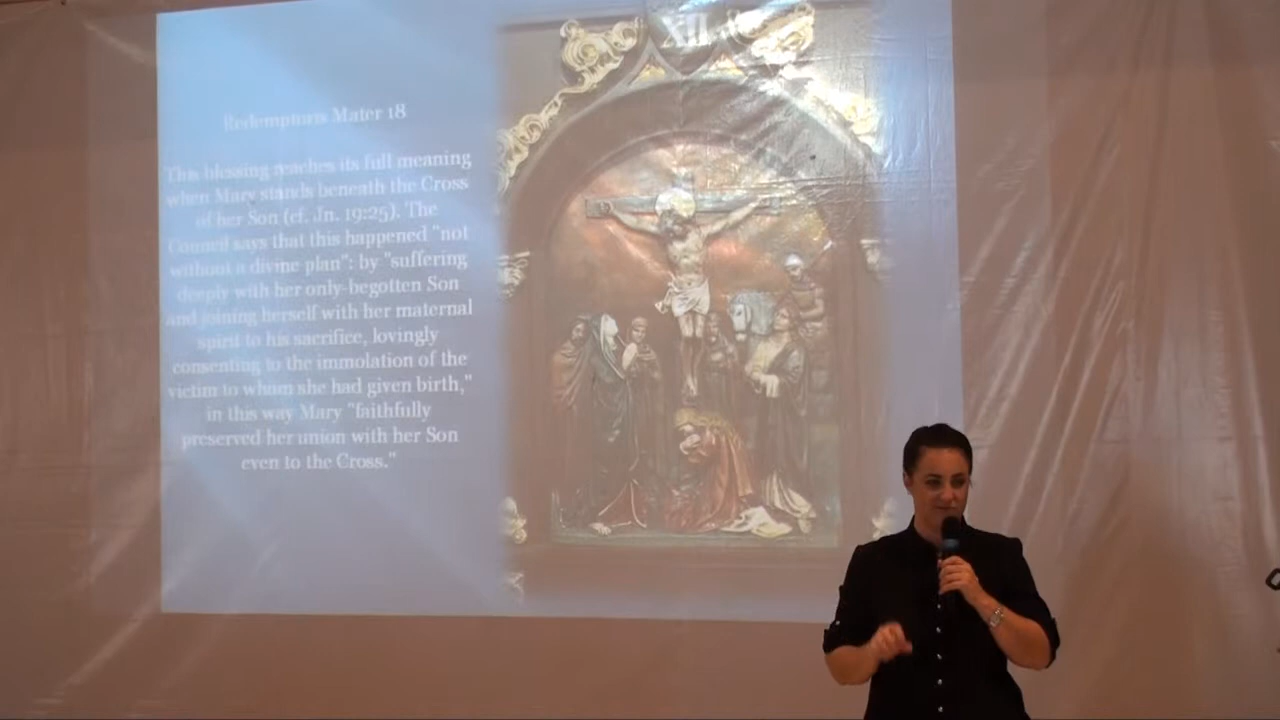 XII
Redemptoris Mater 18
This blessing reaches its full meaning
when Mary stands beneath the Cross
of her Son (cf. Jn. 19:25). The
Council says that this happened "not
without a divine plan": by "suffering
deeply with her only-begotten Son
and joining herself with her maternal
spirit to his sacrifice, lovingly
consenting to the immolation of the
victim to whom she had given birth,"
in this way Mary "faithfully
preserved her union with her Son
even to the Cross."